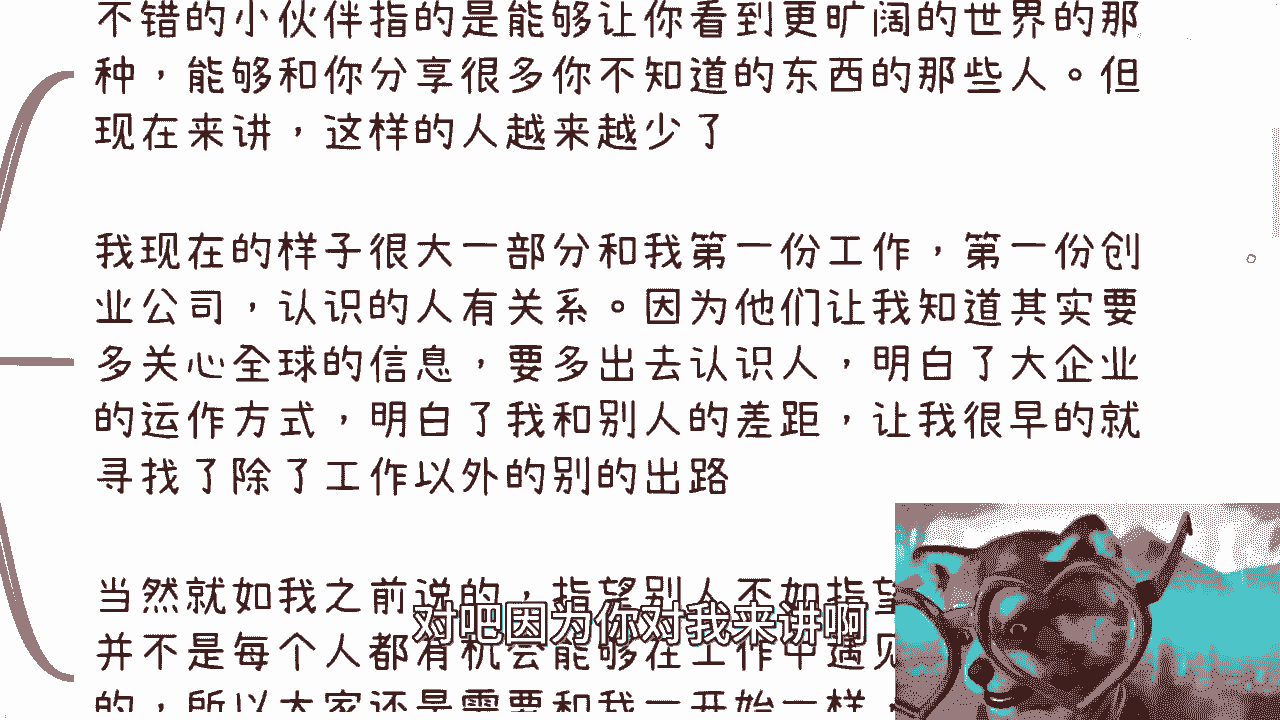 不错的小伙伴指的是能够让你看到更旷阔的世界的那
种，能够和你分享很多你不知道的东西的那些人。但
现在来讲，这样的人越来越少了
我现在的样子很大一部分和我第一份工作，第一份创
业公司，认识的人有关系。因为他们让我知道其实要
多关心全球的信息，要多出去认识人，明白了大企业
的运作方式，明白了我和别人的差距，让我很早的就
寻找了除了工作以外的别的出路
当然就如我之前说的，指望别人不如指望
对吧因为你对我来讲啊
并不是每个人都有机会能够在工作中遇见
的，所以大家还是需要和我一开始一样，